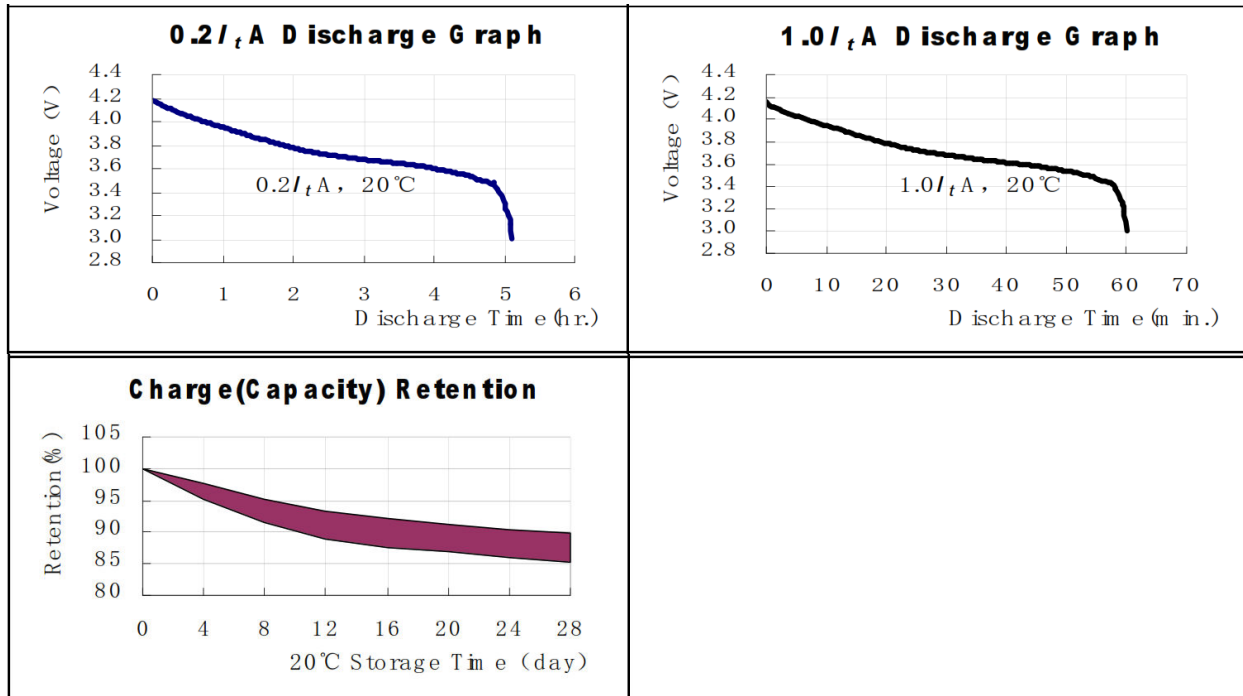 0.2ItA Discharge Graph
Voltage (V)
4.4
4.2
4.0
3.8
3.6
3.4
3.2
3.0
2.8
0.2ItA, 20℃
0 1 2 3 4 5 6
Discharge Time(hr.)
1.0ItA Discharge Graph
Voltage (V)
4.4
4.2
4.0
3.8
3.6
3.4
3.2
3.0
2.8
1.0ItA, 20℃
0 10 20 30 40 50 60 70
Discharge Time(min.)
Charge(Capacity) Retention
Retention(%)
105
100
95
90
85
80
0 4 8 12 16 20 24 28
20℃ Storage Time (day)